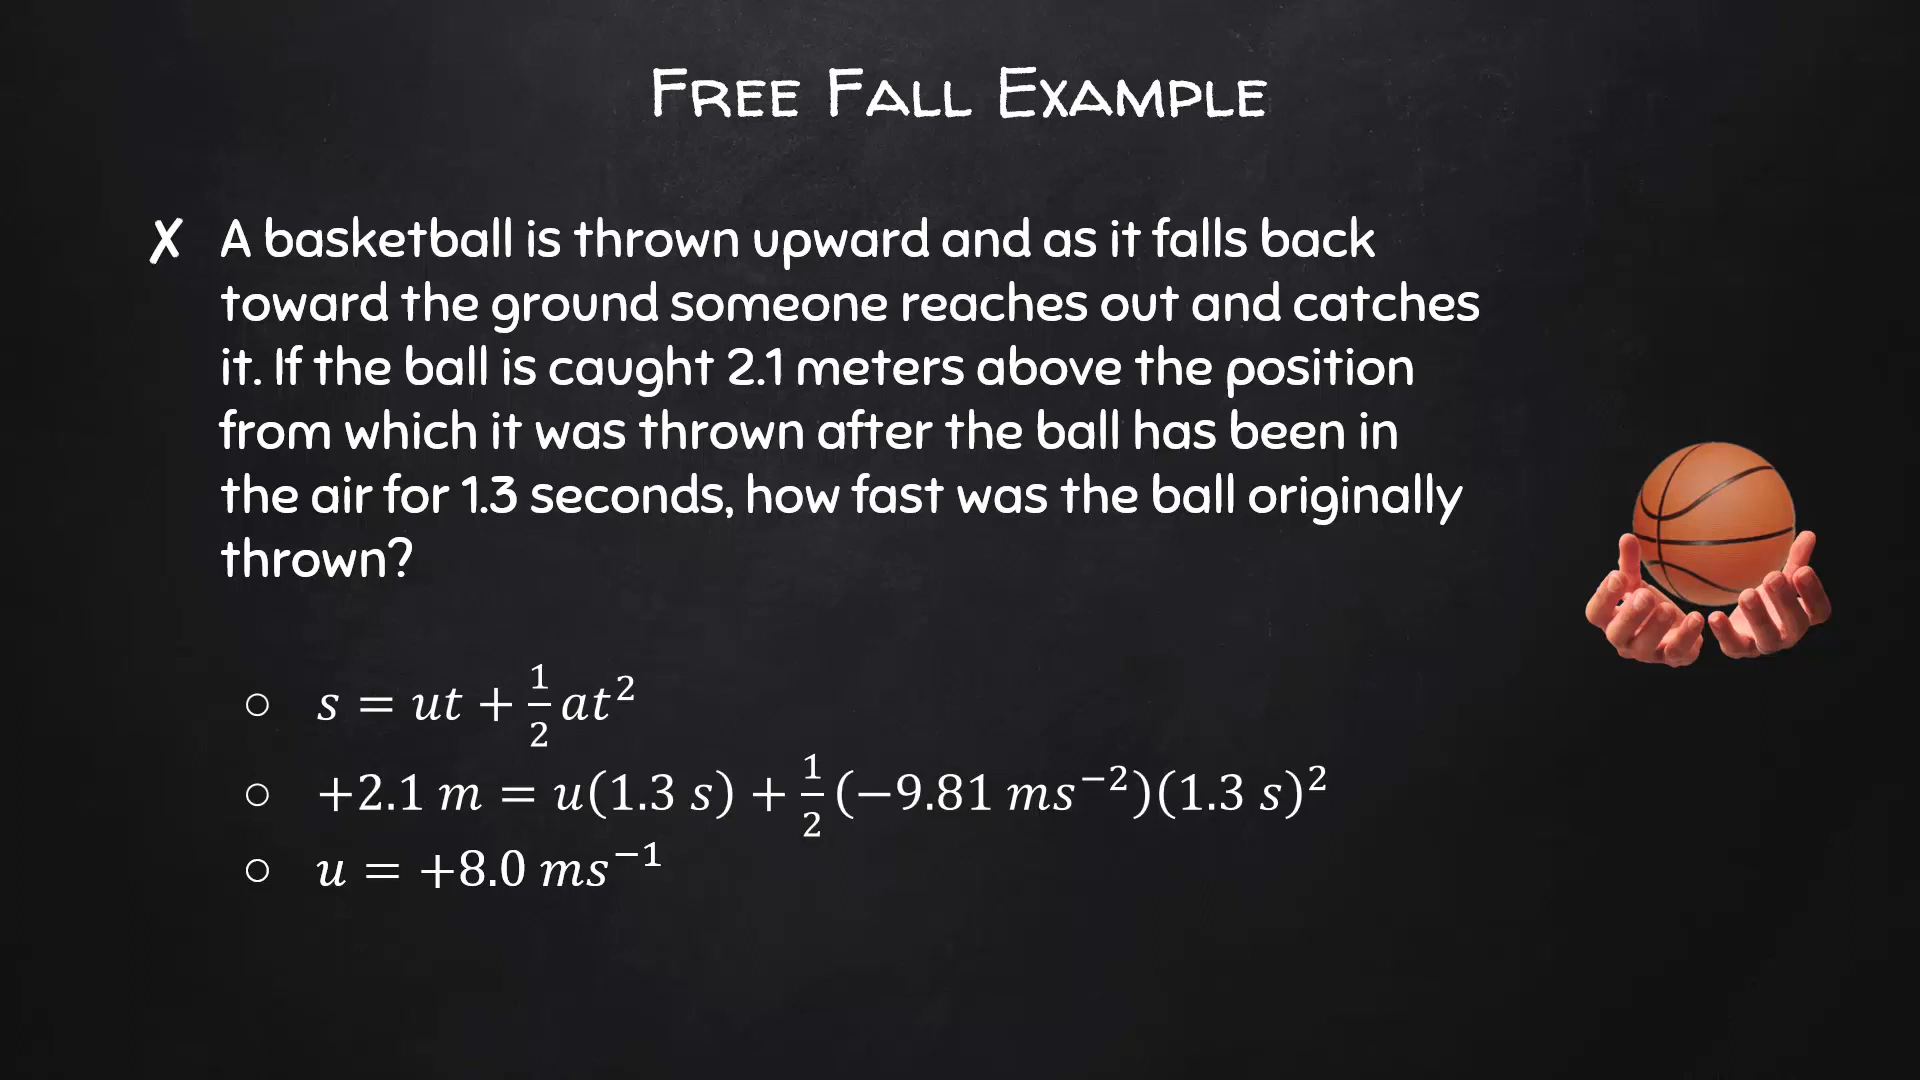 Free Fall Example
✗ A basketball is thrown upward and as it falls back
toward the ground someone reaches out and catches
it. If the ball is caught 2.1 meters above the position
from which it was thrown after the ball has been in
the air for 1.3 seconds, how fast was the ball originally
thrown?
○ s = ut + ½at²
○ +2.1 m = u(1.3 s) + ½(−9.81 ms⁻²)(1.3 s)²
○ u = +8.0 ms⁻¹